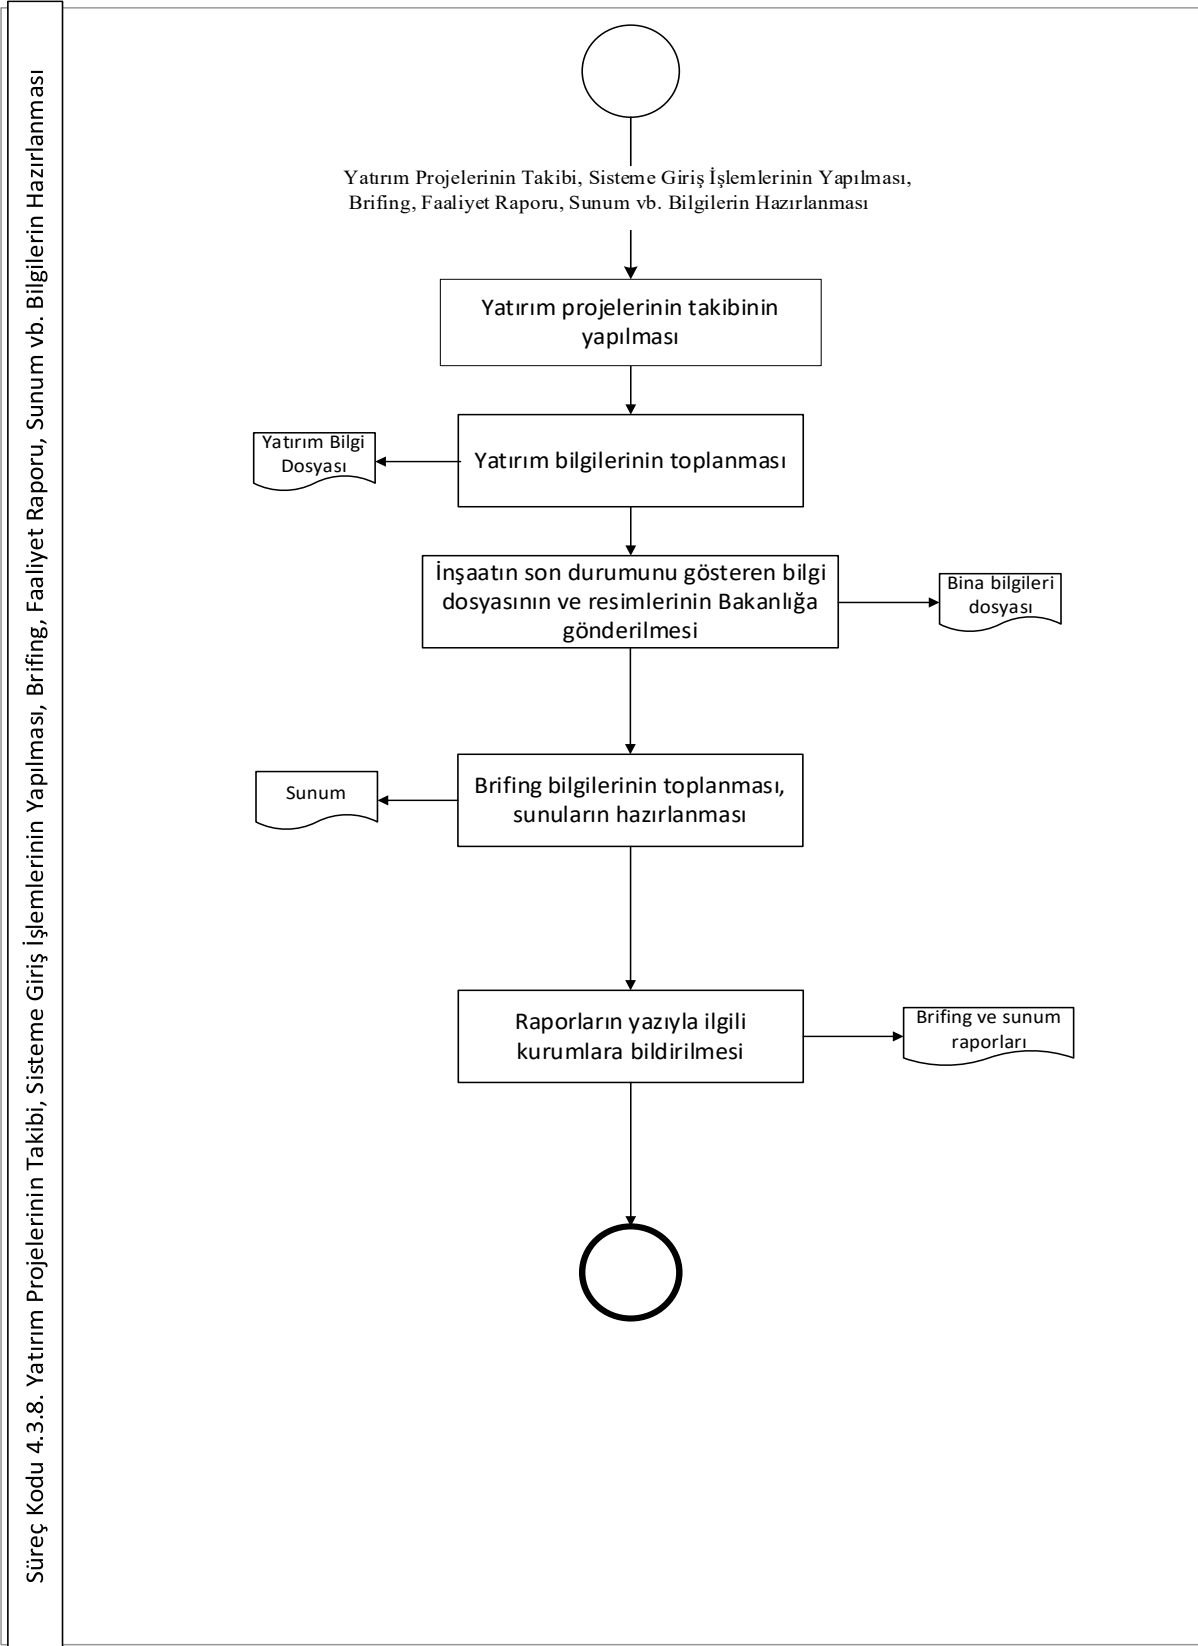 Süreç Kodu 4.3.8. Yatırım Projelerinin Takibi, Sisteme Giriş İşlemlerinin Yapılması, Brifing, Faaliyet Raporu, Sunum vb. Bilgilerin Hazırlanması
Yatırım Projelerinin Takibi, Sisteme Giriş İşlemlerinin Yapılması,
Brifing, Faaliyet Raporu, Sunum vb. Bilgilerin Hazırlanması
Yatırım projelerinin takibinin
yapılması
Yatırım Bilgi
Dosyası
Yatırım bilgilerinin toplanması
İnşaatın son durumunu gösteren bilgi
dosyasının ve resimlerinin Bakanlığa
gönderilmesi
Bina bilgileri
dosyası
Sunum
Brifing bilgilerinin toplanması,
sunuların hazırlanması
Raporların yazıyla ilgili
kurumlara bildirilmesi
Brifing ve sunum
raporları